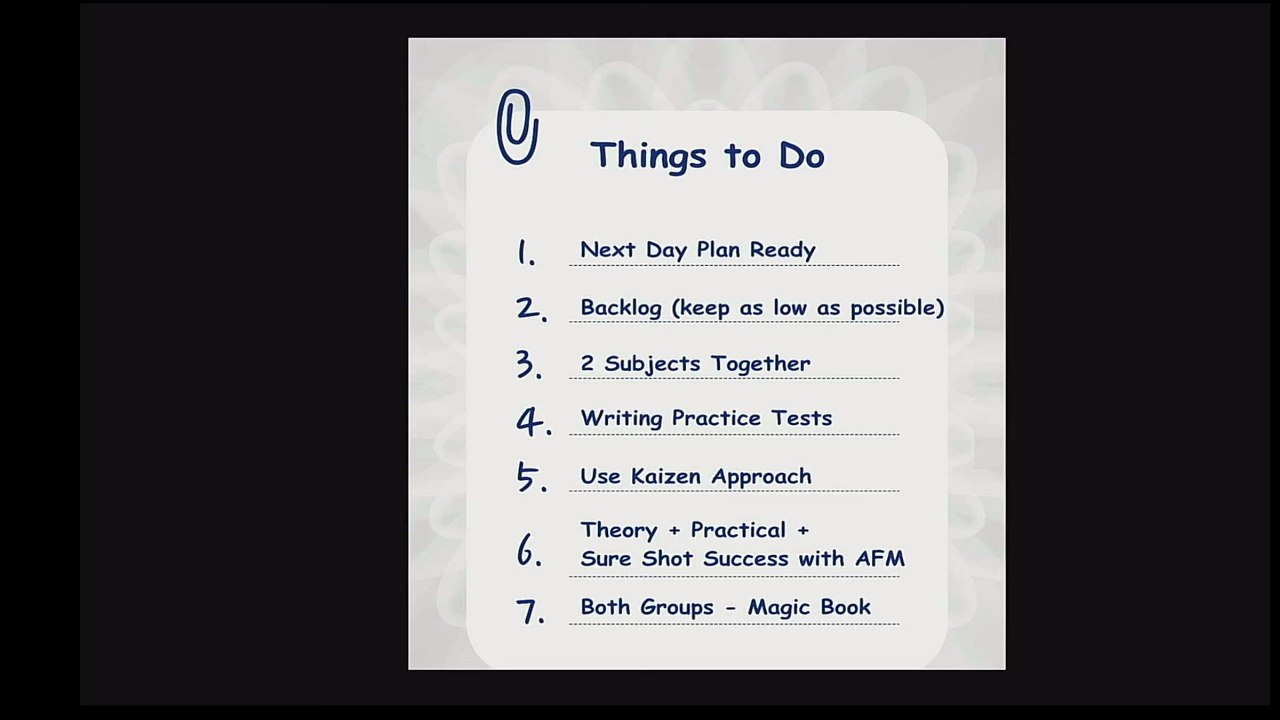 Things to Do
1. Next Day Plan Ready
2. Backlog (keep as low as possible)
3. 2 Subjects Together
4. Writing Practice Tests
5. Use Kaizen Approach
6. Theory + Practical +
Sure Shot Success with AFM
7. Both Groups - Magic Book